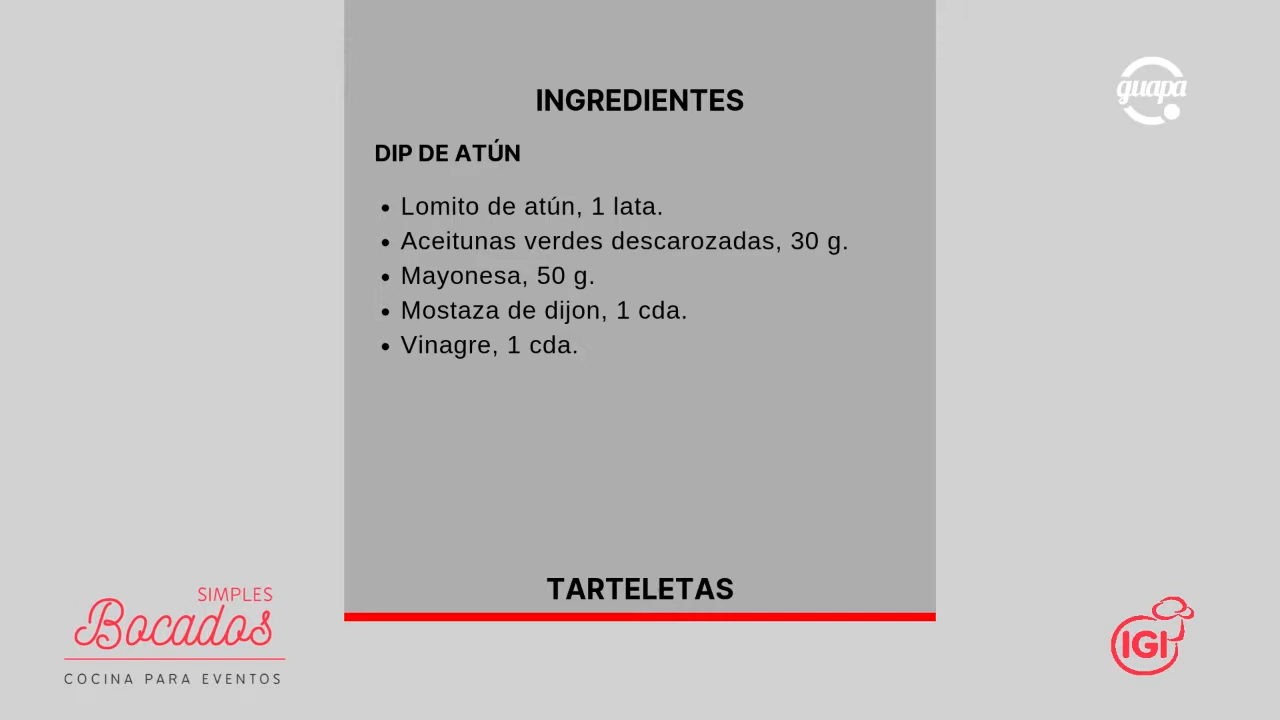 guapa
INGREDIENTES
DIP DE ATÚN
• Lomito de atún, 1 lata.
• Aceitunas verdes descarozadas, 30 g.
• Mayonesa, 50 g.
• Mostaza de dijon, 1 cda.
• Vinagre, 1 cda.
TARTELETAS
SIMPLES
Bocados
COCINA PARA EVENTOS
IGI